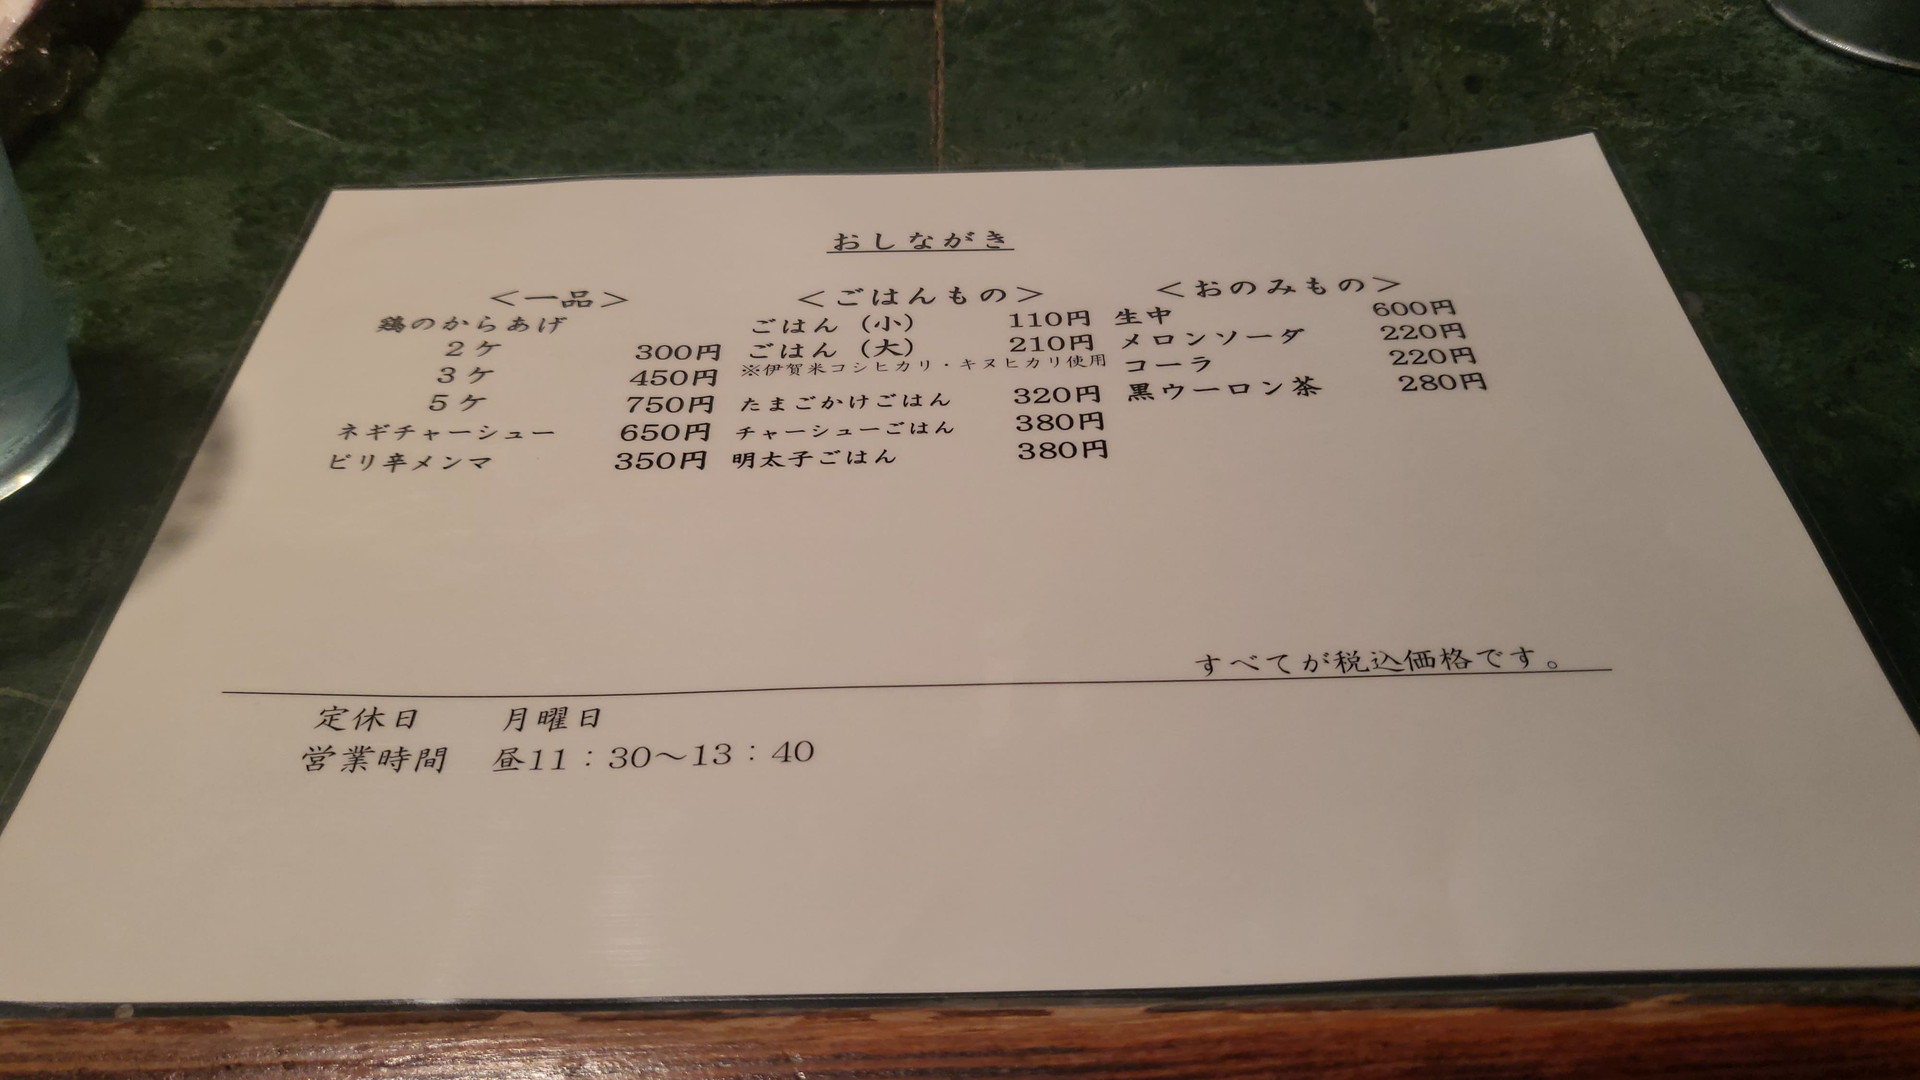 おしながき
＜一品＞
鶏のからあげ
２ケ 300円
３ケ 450円
５ケ 750円
ネギチャーシュー 650円
ピリ辛メンマ 350円
＜ごはんもの＞
ごはん（小） 110円
ごはん（大） 210円
※伊賀米コシヒカリ・キヌヒカリ使用
たまごかけごはん 320円
チャーシューごはん 380円
明太子ごはん 380円
＜おのみもの＞
生中 600円
メロンソーダ 220円
コーラ 220円
黒ウーロン茶 280円
すべてが税込価格です。
定休日 月曜日
営業時間 昼11：30～13：40